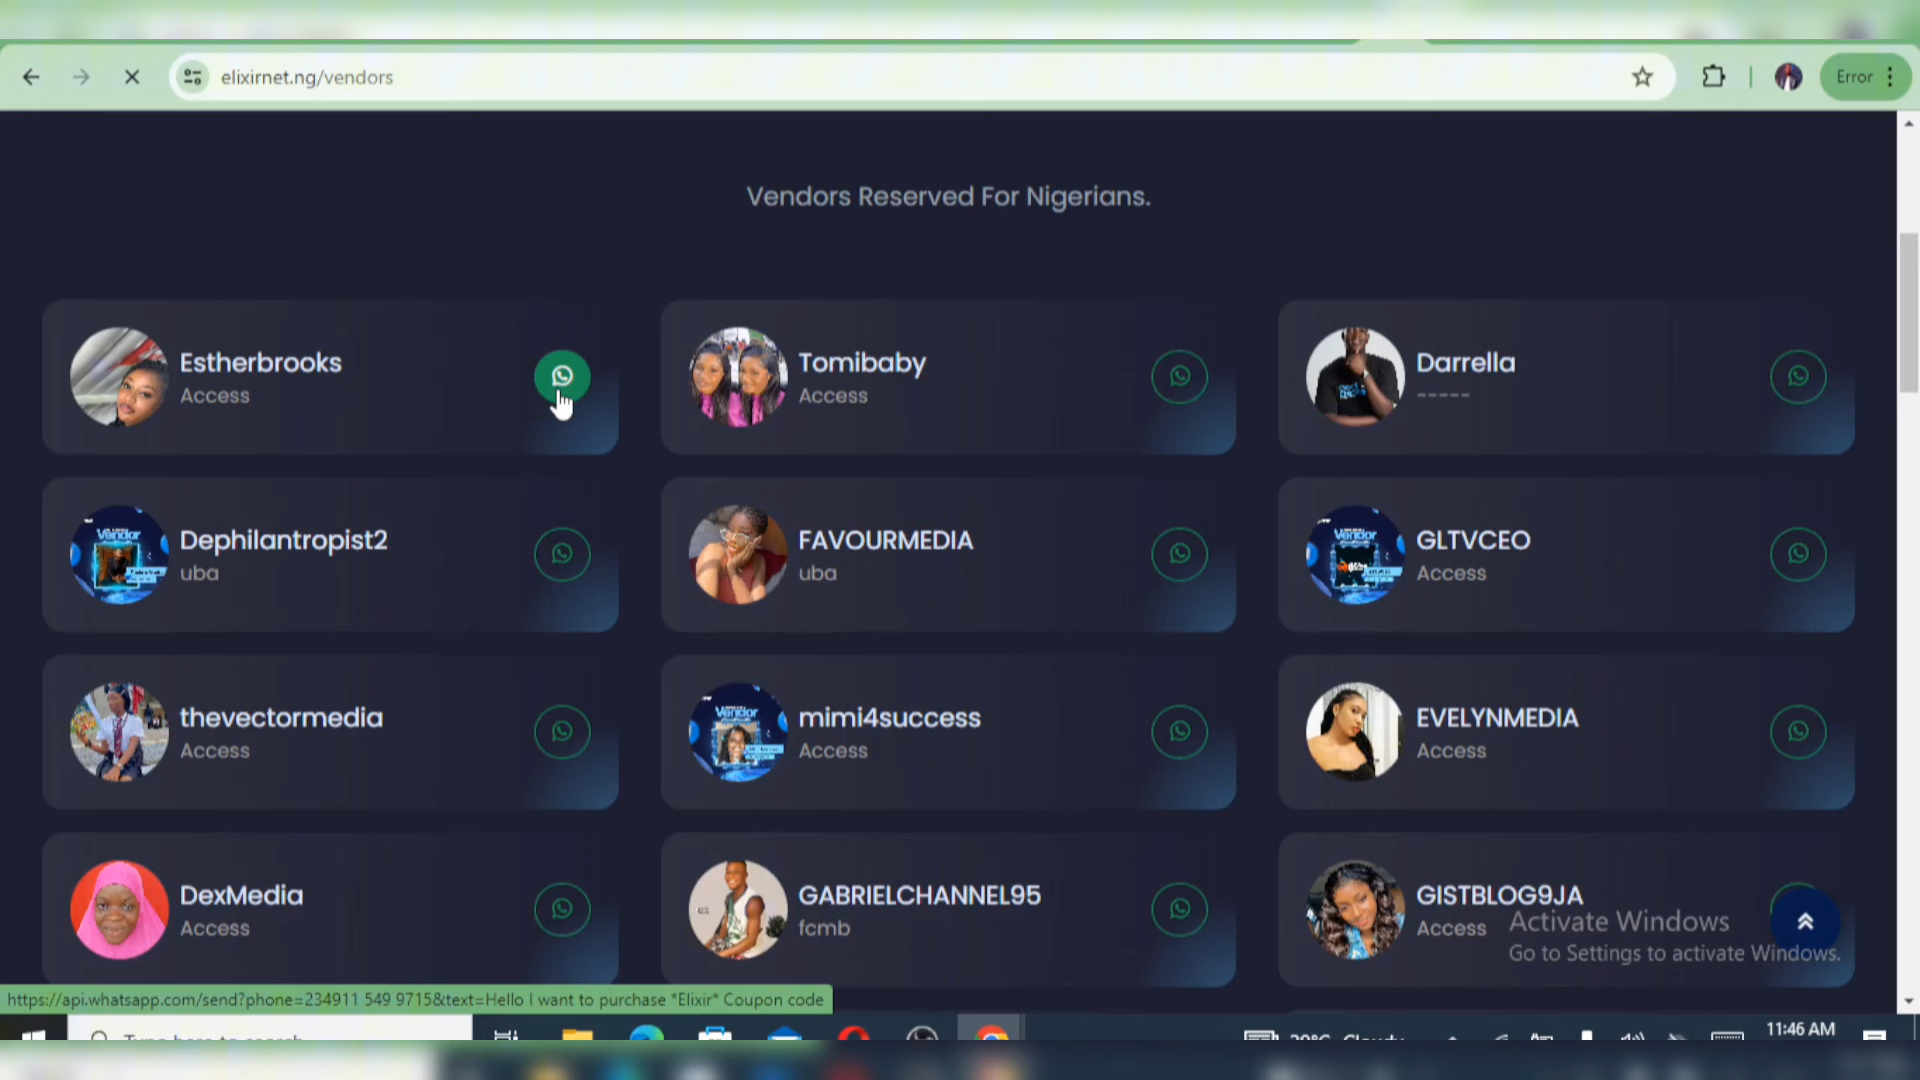 elixirnet.ng/vendors
Error
Vendors Reserved For Nigerians.
Estherbrooks
Access
Tomibaby
Access
Darrella
-----
Dephilantropist2
uba
FAVOURMEDIA
uba
GLTVCEO
Access
thevectormedia
Access
mimi4success
Access
EVELYNMEDIA
Access
DexMedia
Access
GABRIELCHANNEL95
fcmb
GISTBLOG9JA
Access
Activate Windows
Go to Settings to activate Windows.
https://api.whatsapp.com/send?phone=234911 549 9715&text=Hello I want to purchase *Elixir* Coupon code
11:46 AM